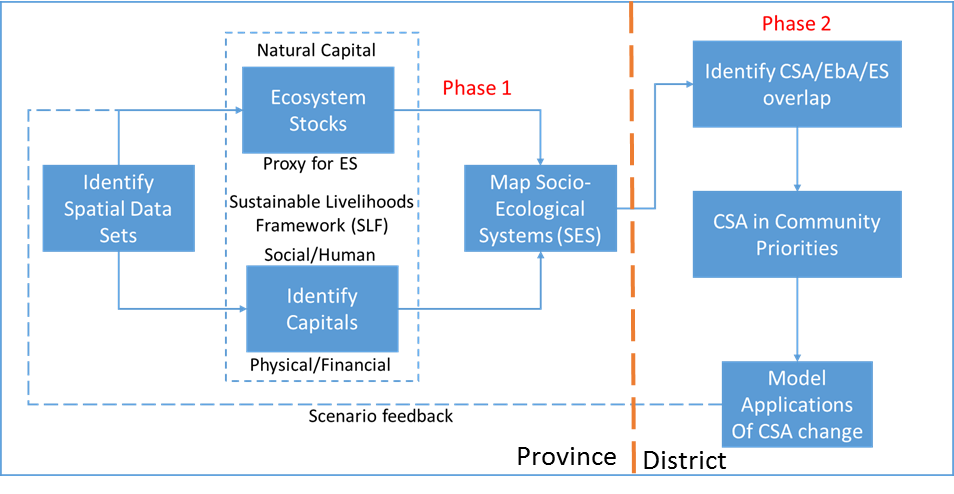 Phase 2
Natural Capital
Identify CSA/EbA/ES
overlap
Phase 1
Ecosystem
Stocks
Proxy for ES
Identify
Spatial Data
Sets
Sustainable Livelihoods
Framework (SLF)
Map Socio-
Ecological
Systems (SES)
CSA in Community
Priorities
Social/Human
Identify
Capitals
Physical/Financial
Model
Applications
Of CSA change
Scenario feedback
Province
District